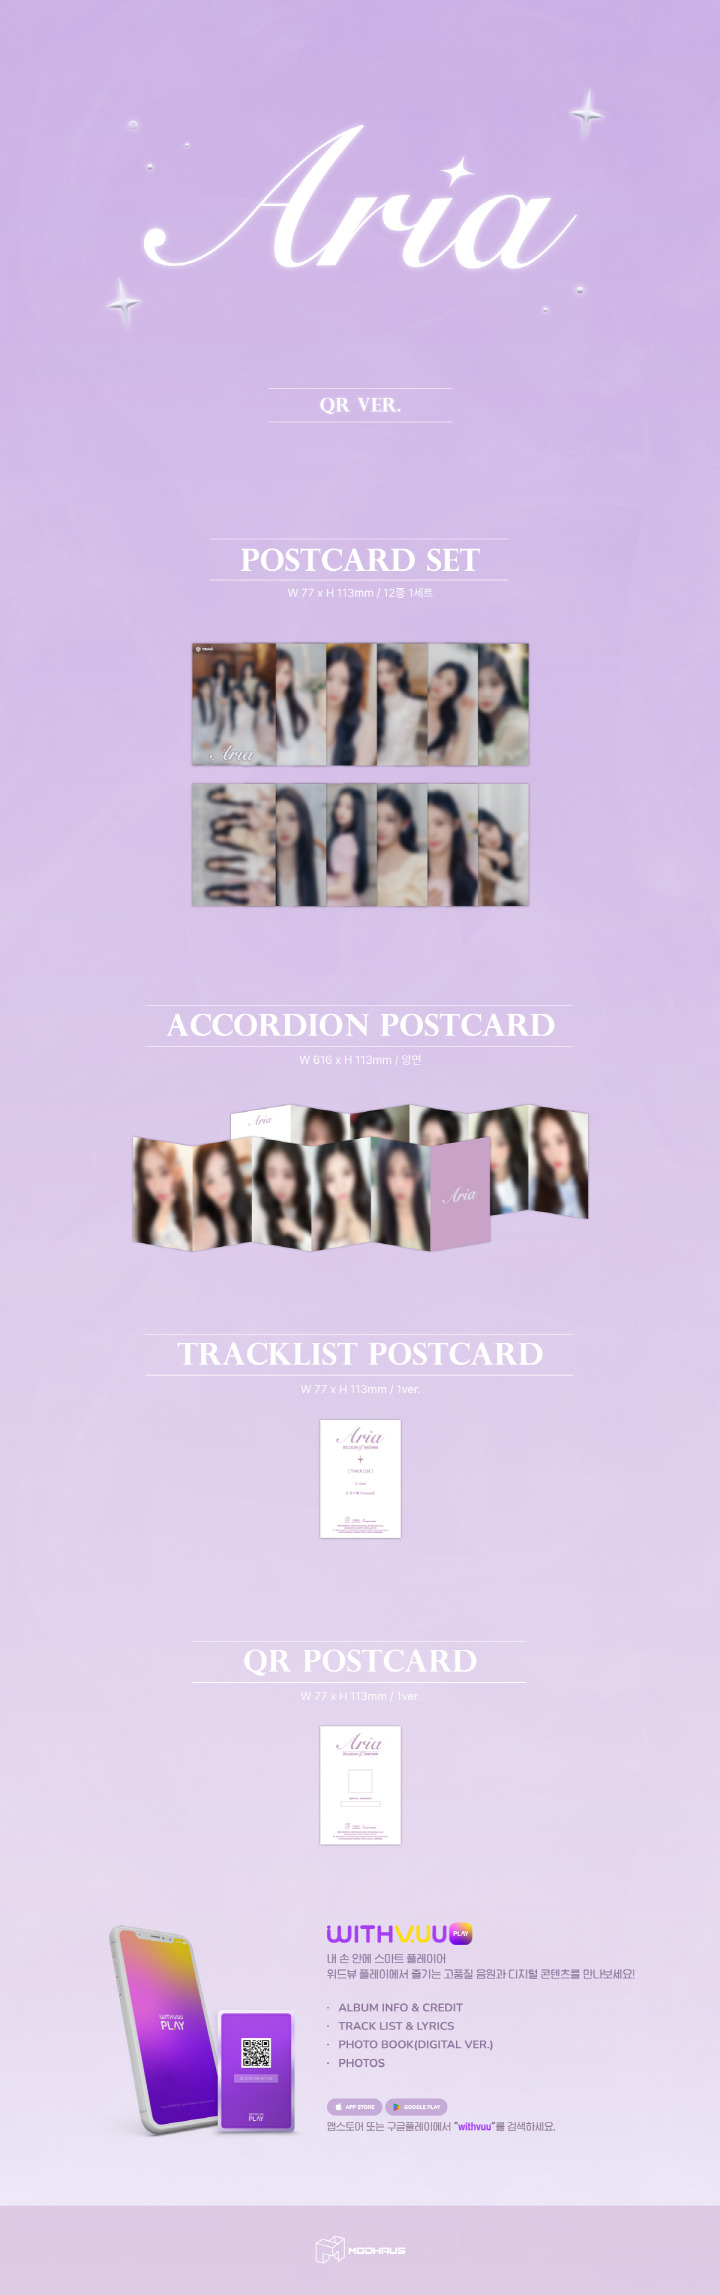 Aria
QR VER.
POSTCARD SET
W 77 x H 113mm / 12종 1세트
Aria
ACCORDION POSTCARD
W 616 x H 113mm / 양면
Aria
Aria
TRACKLIST POSTCARD
W 77 x H 113mm / 1ver.
Aria
[ Track List ]
QR POSTCARD
W 77 x H 113mm / 1ver.
Aria
WITHVUU PLAY
내 손 안에 스마트 플레이어
위드뷰 플레이에서 즐기는 고품질 음원과 디지털 콘텐츠를 만나보세요!
WITHVUU
PLAY
· ALBUM INFO & CREDIT
· TRACK LIST & LYRICS
· PHOTO BOOK(DIGITAL VER.)
· PHOTOS
WITHVUU
PLAY
APP STORE GOOGLE PLAY
앱스토어 또는 구글플레이에서 "withvuu"를 검색하세요.
MODHAUS